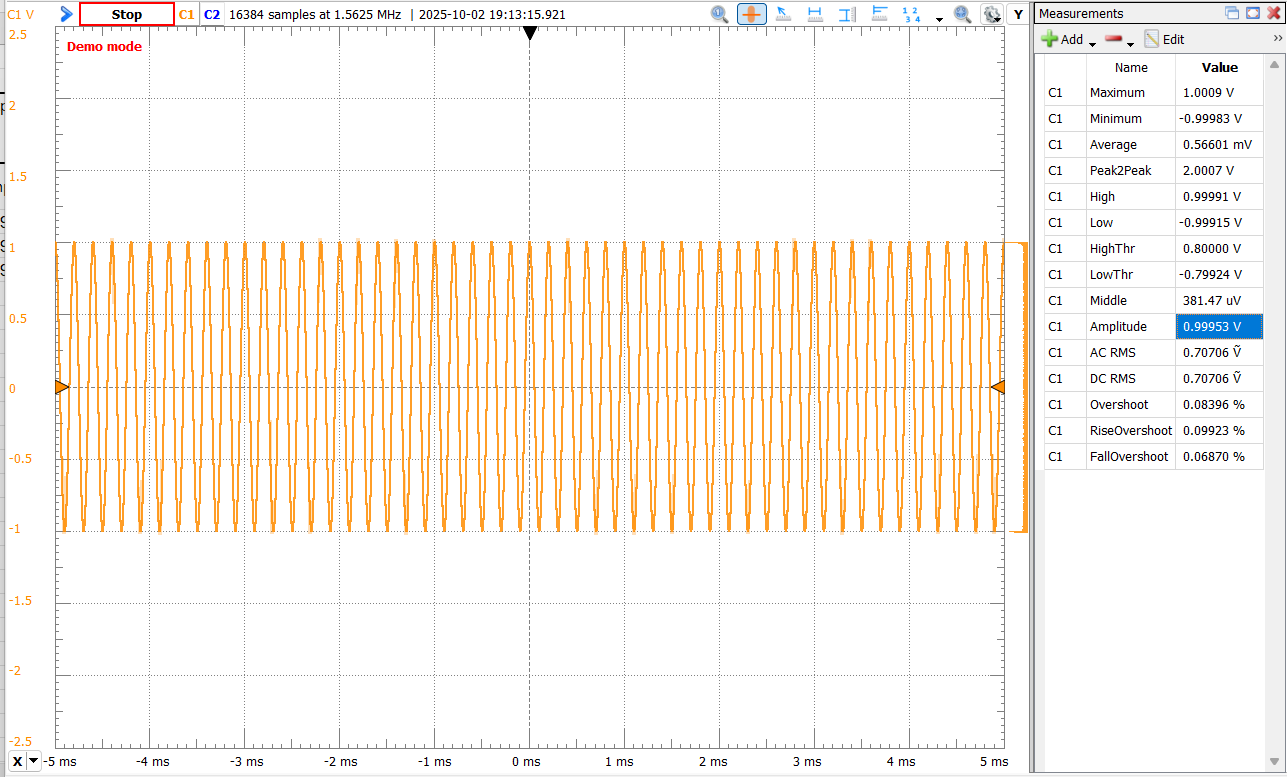 C1 V
Stop
C1
C2
16384 samples at 1.5625 MHz | 2025-10-02 19:13:15.921
1 2
3 4
Y
Demo mode
2.5
2
1.5
1
0.5
0
-0.5
-1
-1.5
-2
-2.5
X
-5 ms
-4 ms
-3 ms
-2 ms
-1 ms
0 ms
1 ms
2 ms
3 ms
4 ms
5 ms
Measurements
Add
Edit
Name Value
C1 Maximum 1.0009 V
C1 Minimum -0.99983 V
C1 Average 0.56601 mV
C1 Peak2Peak 2.0007 V
C1 High 0.99991 V
C1 Low -0.99915 V
C1 HighThr 0.80000 V
C1 LowThr -0.79924 V
C1 Middle 381.47 uV
C1 Amplitude 0.99953 V
C1 AC RMS 0.70706 Ṽ
C1 DC RMS 0.70706 Ṽ
C1 Overshoot 0.08396 %
C1 RiseOvershoot 0.09923 %
C1 FallOvershoot 0.06870 %